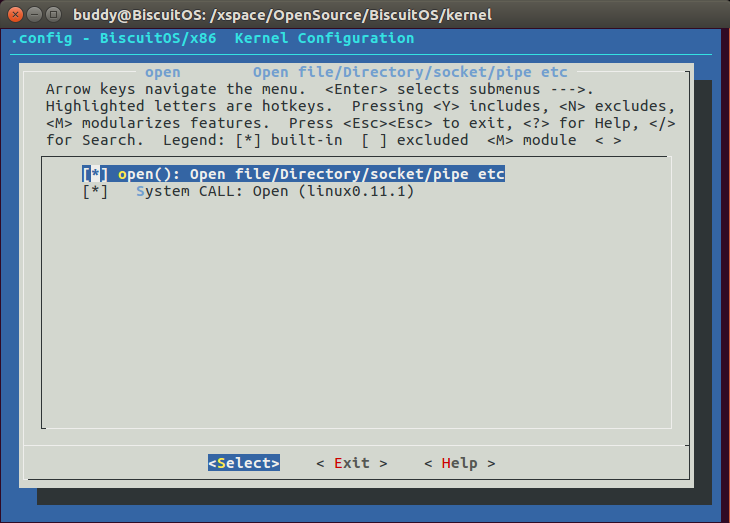 buddy@BiscuitOS: /xspace/OpenSource/BiscuitOS/kernel
.config - BiscuitOS/x86  Kernel Configuration
open        Open file/Directory/socket/pipe etc
Arrow keys navigate the menu.  <Enter> selects submenus --->.
Highlighted letters are hotkeys.  Pressing <Y> includes, <N> excludes,
<M> modularizes features.  Press <Esc><Esc> to exit, <?> for Help, </>
for Search.  Legend: [*] built-in  [ ] excluded  <M> module  < >
[*] open(): Open file/Directory/socket/pipe etc
[*]   System CALL: Open (linux0.11.1)
<Select>    < Exit >    < Help >